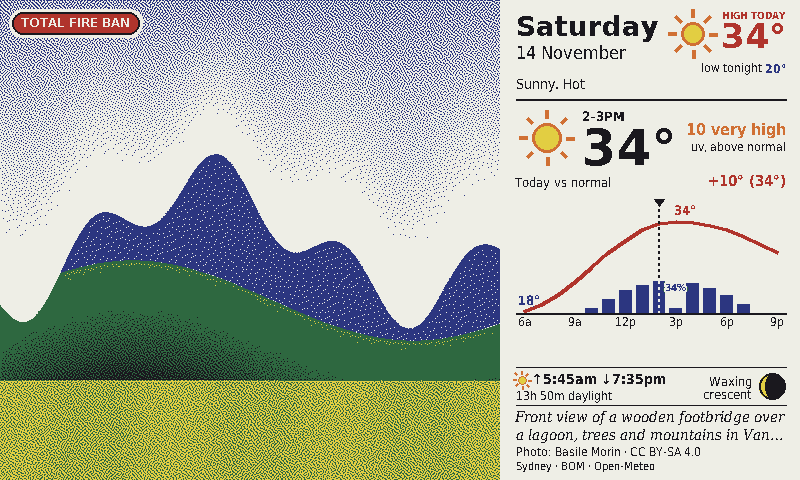 TOTAL FIRE BAN
Saturday
14 November
Sunny. Hot
HIGH TODAY
34°
low tonight 20°
2-3PM
34°
10 very high
uv, above normal
Today vs normal
+10° (34°)
34°
18°
34%
6a 9a 12p 3p 6p 9p
↑5:45am ↓7:35pm
13h 50m daylight
Waxing
crescent
Front view of a wooden footbridge over
a lagoon, trees and mountains in Van...
Photo: Basile Morin · CC BY-SA 4.0
Sydney · BOM · Open-Meteo